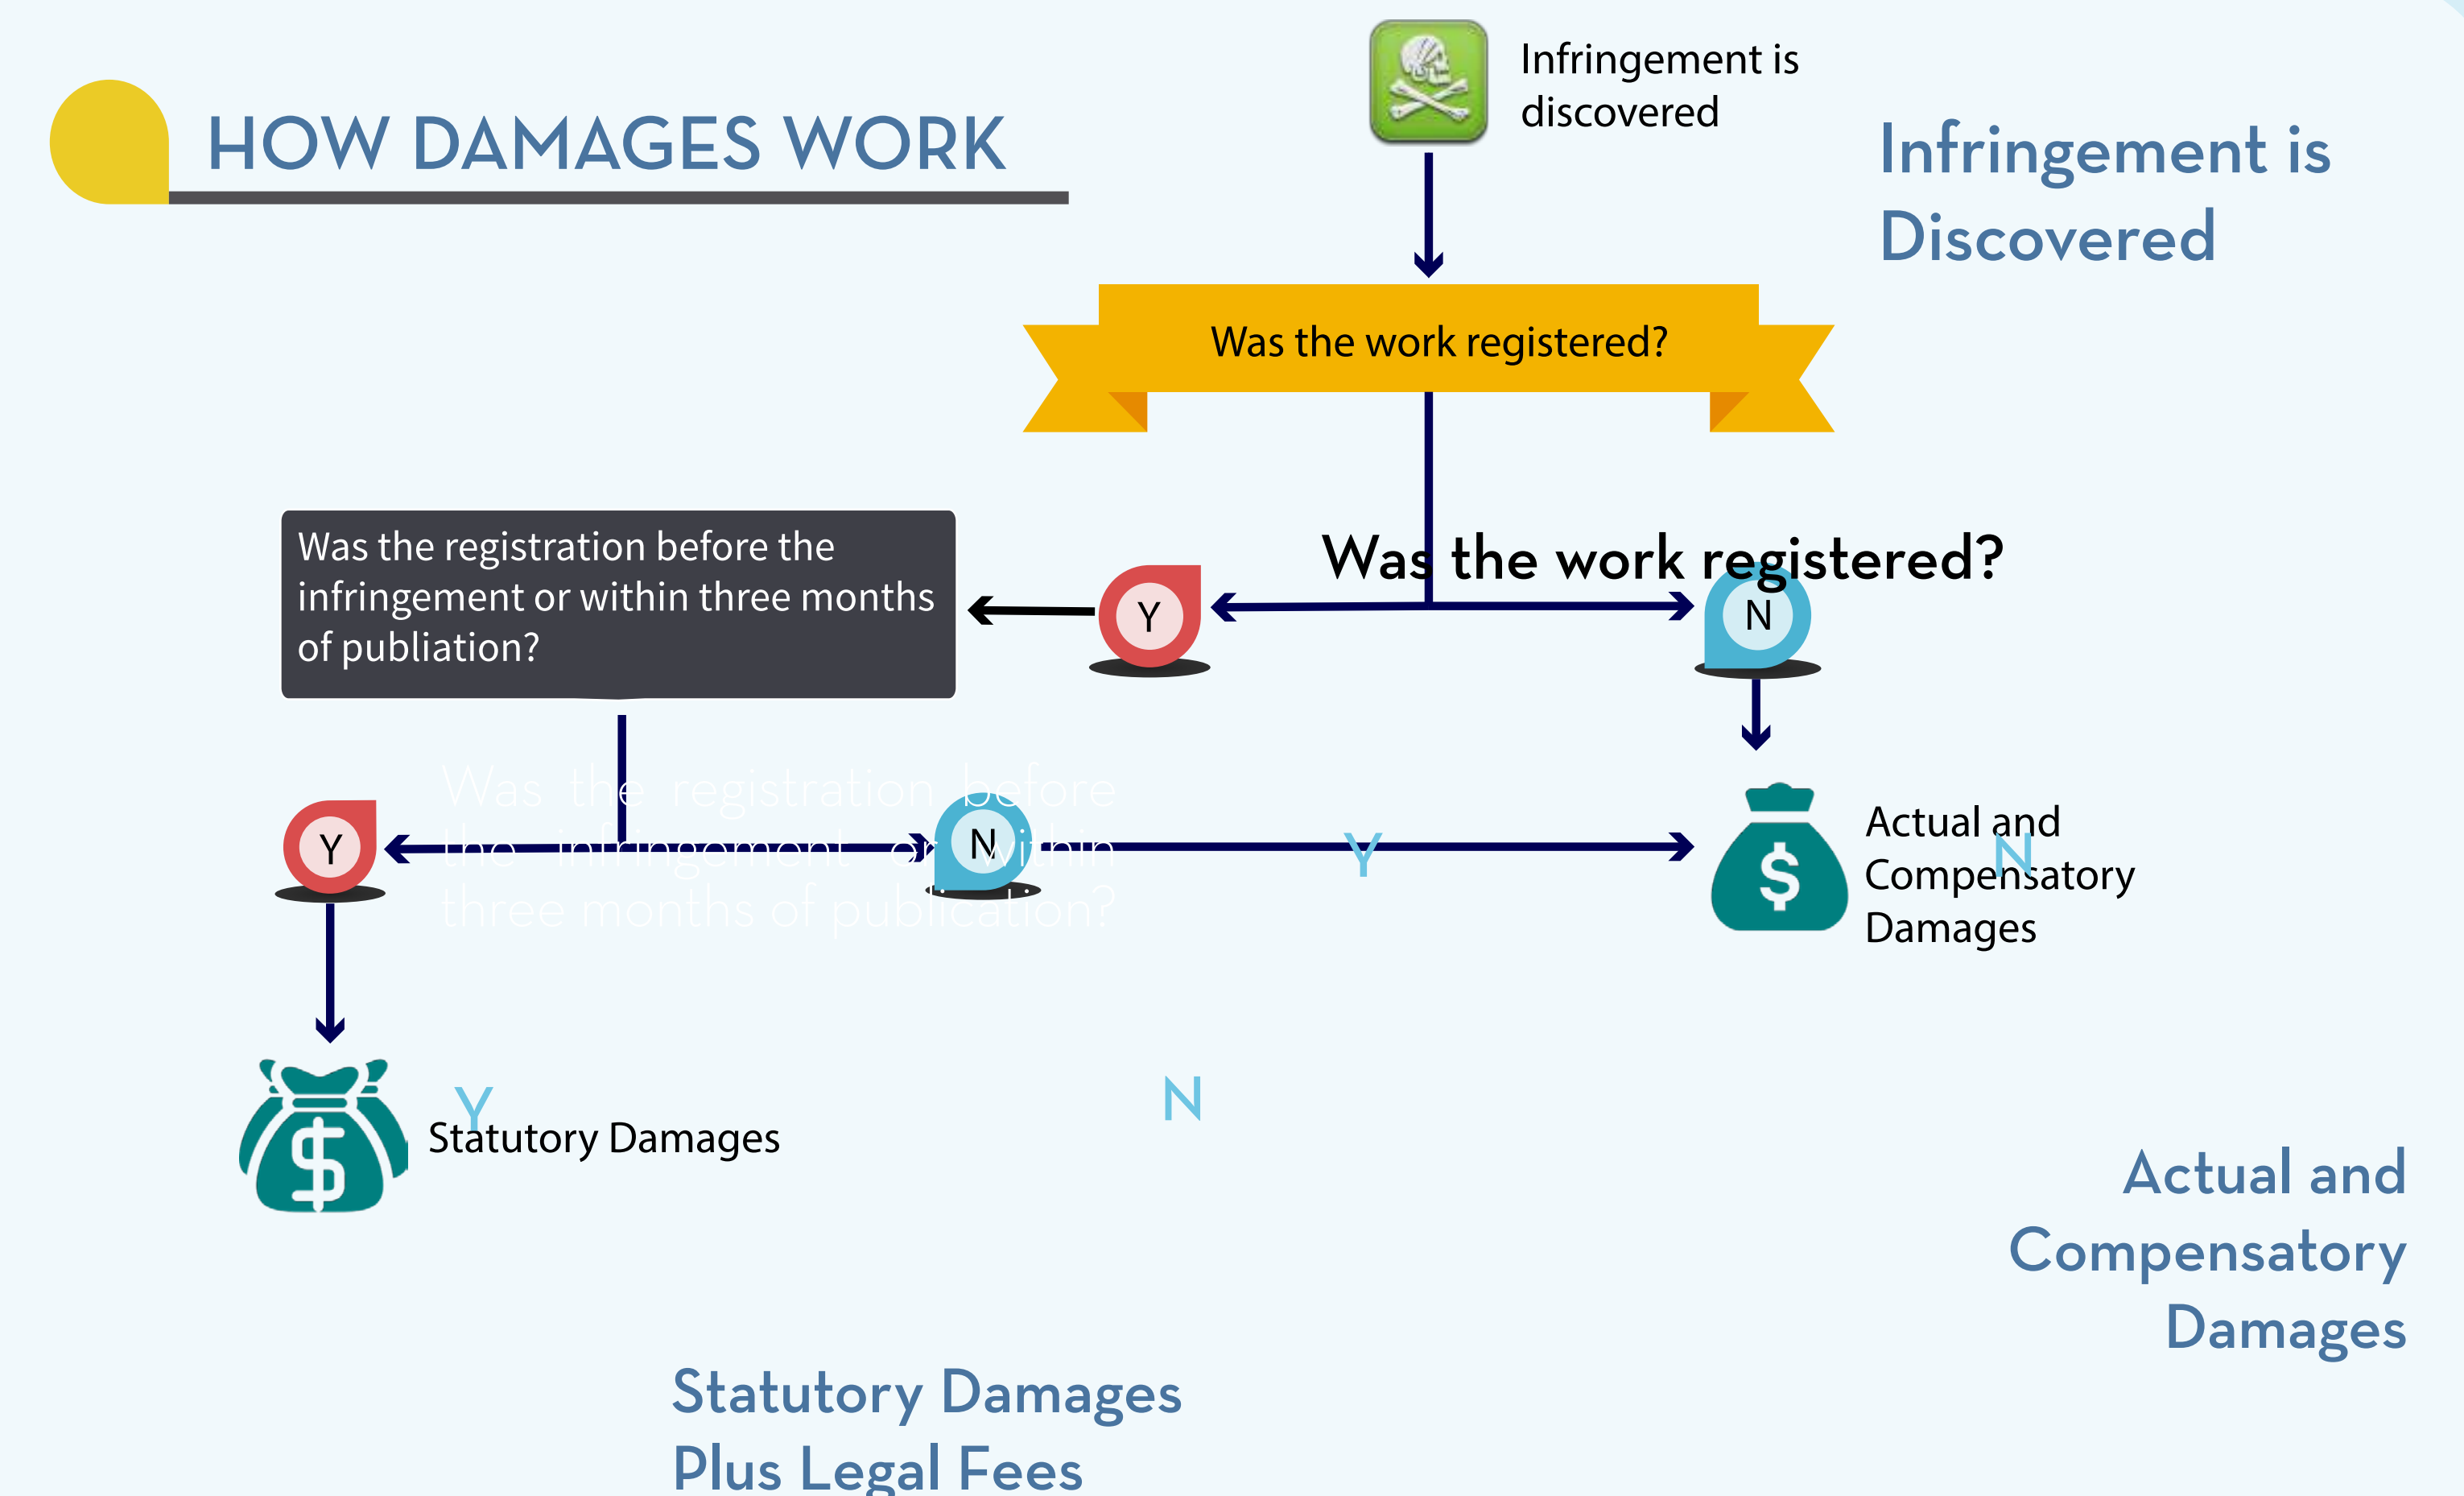 HOW DAMAGES WORK
Infringement is
discovered
Infringement is
Discovered
Was the work registered?
Was the work registered?
Was the registration before the
infringement or within three months
of publiation?
Y
N
Was the registration before
the infringement or within
three months of publication?
Y
N
Y
Actual and
Compensatory
Damages
N
Y
Statutory Damages
N
Actual and
Compensatory
Damages
Statutory Damages
Plus Legal Fees